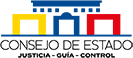 CONSEJO DE ESTADO
JUSTICIA - GUÍA - CONTROL